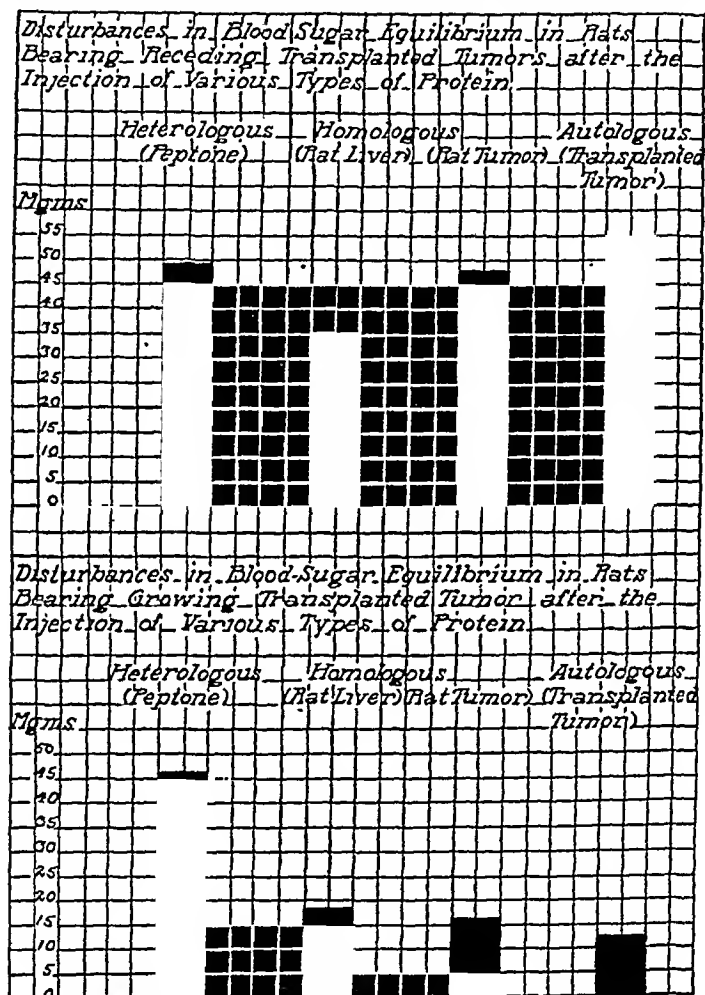 Disturbances in Blood Sugar Equilibrium in Rats
Bearing Receding Transplanted Tumors after the
Injection of Various Types of Protein
Heterologous Homologous Autologous
(Peptone) (Rat Liver) (Rat Tumor) (Transplanted
Tumor)
Mgms
55
50
45
40
35
30
25
20
15
10
5
0
Disturbances in Blood-Sugar Equilibrium in Rats
Bearing Growing Transplanted Tumor after the
Injection of Various Types of Protein
Heterologous Homologous Autologous
(Peptone) (Rat Liver) Rat Tumor) (Transplanted
Mgms Tumor)
50
45
40
35
30
25
20
15
10
5
0